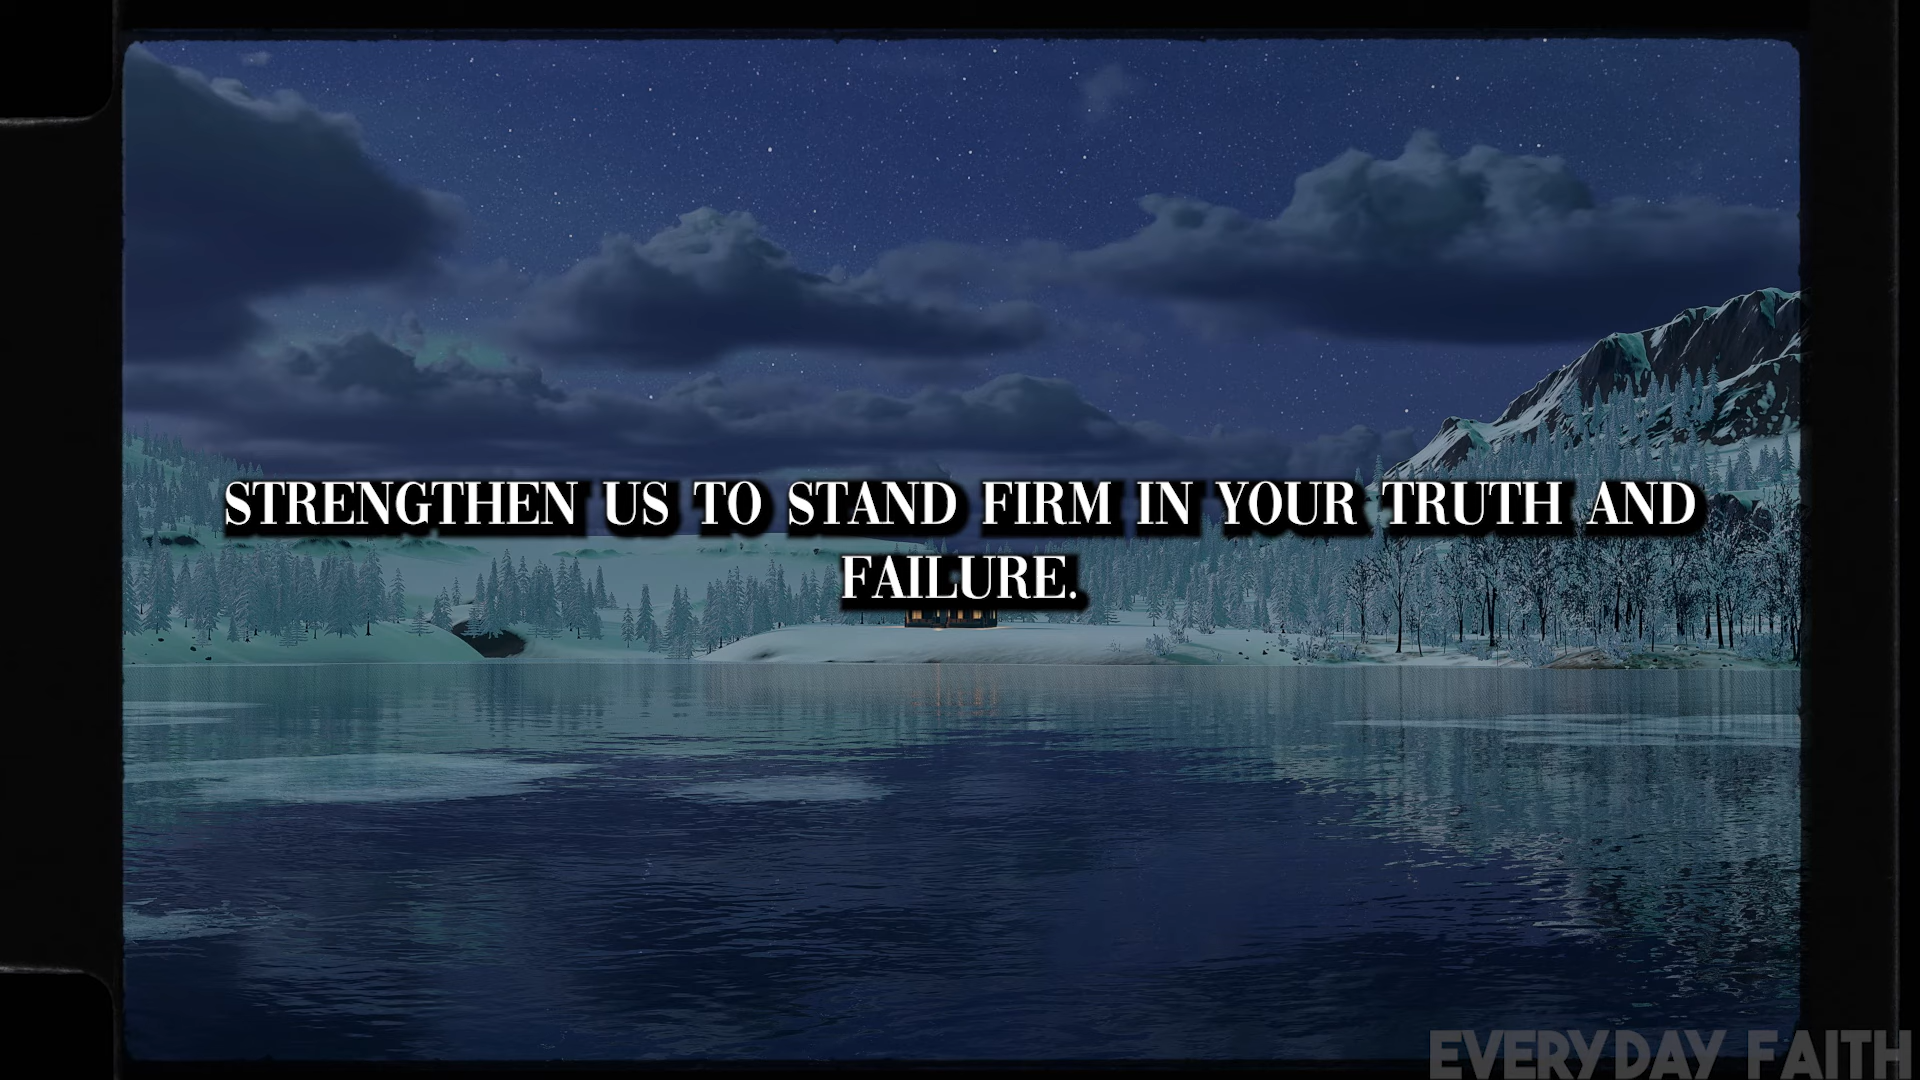 STRENGTHEN US TO STAND FIRM IN YOUR TRUTH AND
FAILURE.
EVERYDAY FAITH